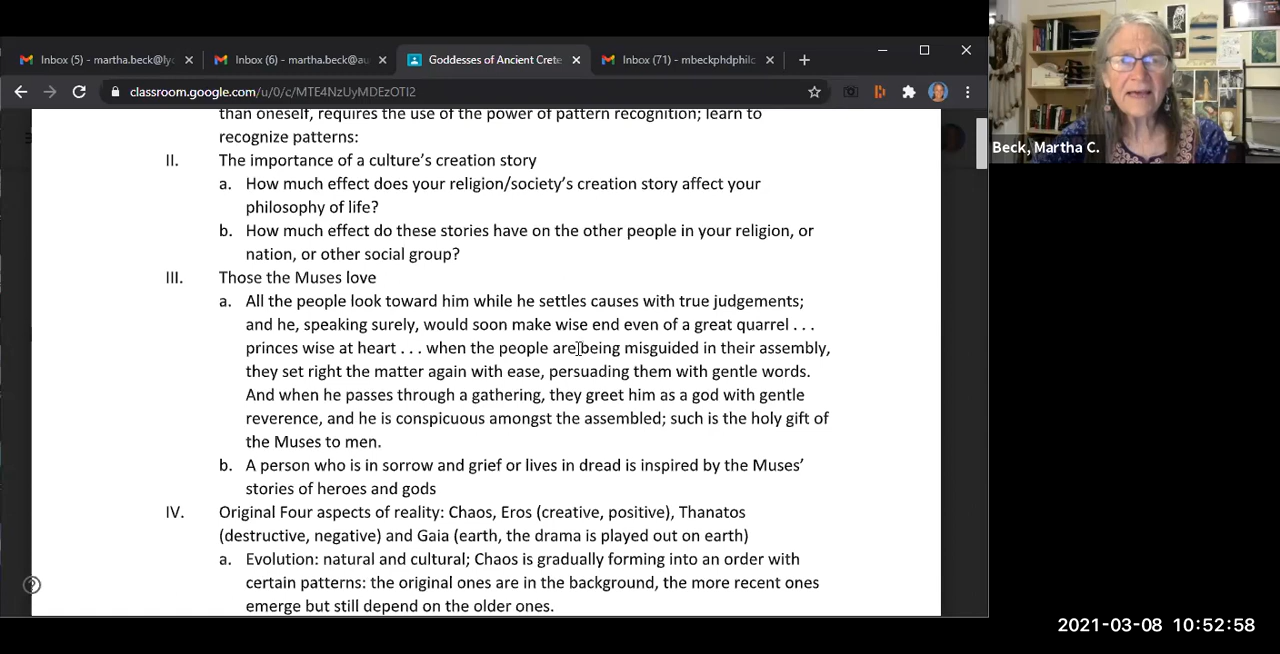 Inbox (5) - martha.beck@ly
Inbox (6) - martha.beck@au
Goddesses of Ancient Crete
Inbox (71) - mbeckphdphilc
classroom.google.com/u/0/c/MTE4NzUyMDEzOTI2
Beck, Martha C.
than oneself, requires the use of the power of pattern recognition; learn to
recognize patterns:
II. The importance of a culture's creation story
a. How much effect does your religion/society's creation story affect your
philosophy of life?
b. How much effect do these stories have on the other people in your religion, or
nation, or other social group?
III. Those the Muses love
a. All the people look toward him while he settles causes with true judgements;
and he, speaking surely, would soon make wise end even of a great quarrel . . .
princes wise at heart . . . when the people are being misguided in their assembly,
they set right the matter again with ease, persuading them with gentle words.
And when he passes through a gathering, they greet him as a god with gentle
reverence, and he is conspicuous amongst the assembled; such is the holy gift of
the Muses to men.
b. A person who is in sorrow and grief or lives in dread is inspired by the Muses'
stories of heroes and gods
IV. Original Four aspects of reality: Chaos, Eros (creative, positive), Thanatos
(destructive, negative) and Gaia (earth, the drama is played out on earth)
a. Evolution: natural and cultural; Chaos is gradually forming into an order with
certain patterns: the original ones are in the background, the more recent ones
emerge but still depend on the older ones.
2021-03-08 10:52:58